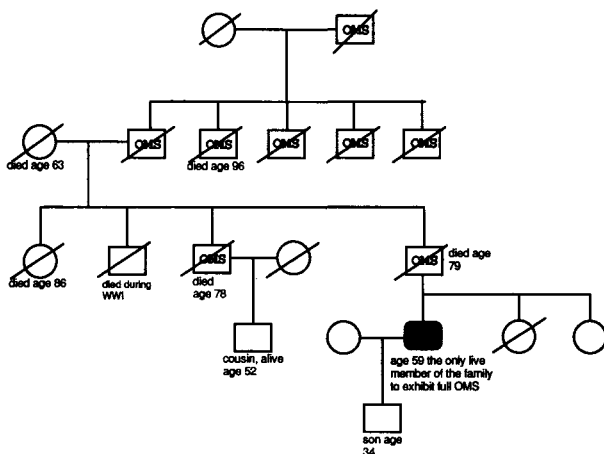 OMS
OMS OMS OMS OMS OMS
died age 63 died age 96
OMS OMS died age
79
died age 86 died during
WWI died
age 78
cousin, alive
age 52
age 59 the only live
member of the family
to exhibit full OMS
son age
34